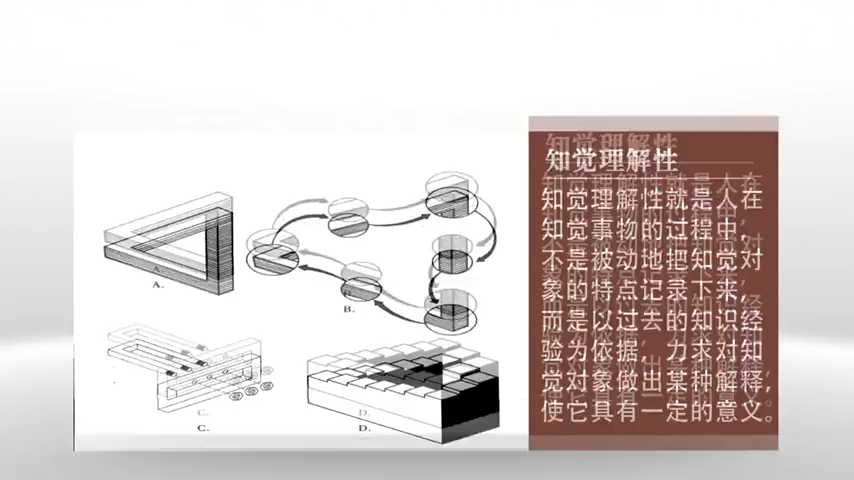 知觉理解性
知觉理解性就是人在
知觉事物的过程中，
不是被动地把知觉对
象的特点记录下来，
而是以过去的知识经
验为依据，力求对知
觉对象做出某种解释，
使它具有一定的意义。
A.
B.
C.
D.